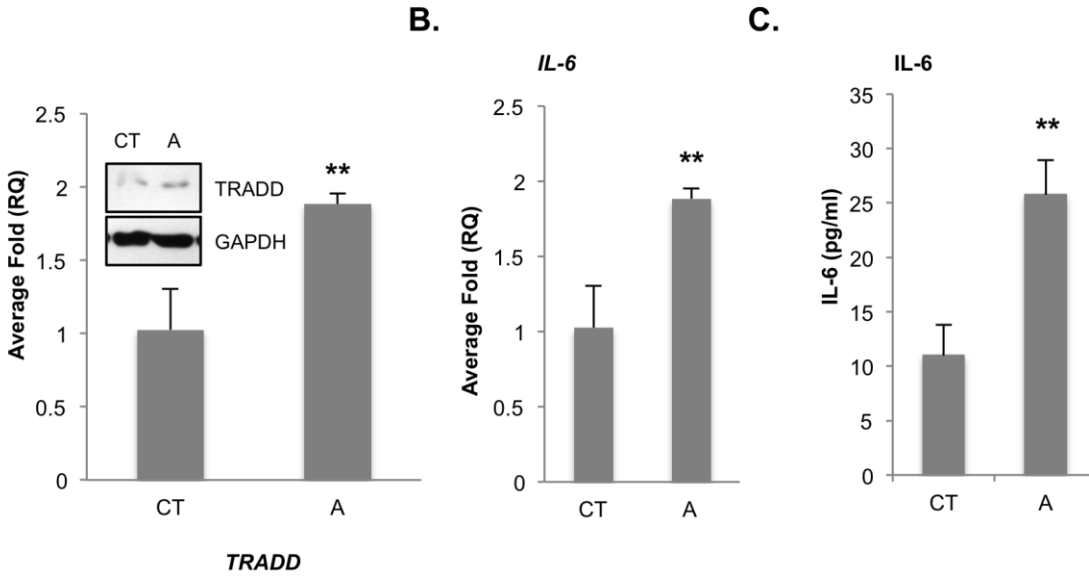 B.
C.
Average Fold (RQ)
2.5
2
1.5
1
0.5
0
CT A
TRADD
GAPDH
**
CT A
TRADD
IL-6
Average Fold (RQ)
2.5
2
1.5
1
0.5
0
**
CT A
IL-6
IL-6 (pg/ml)
35
30
25
20
15
10
5
0
**
CT A